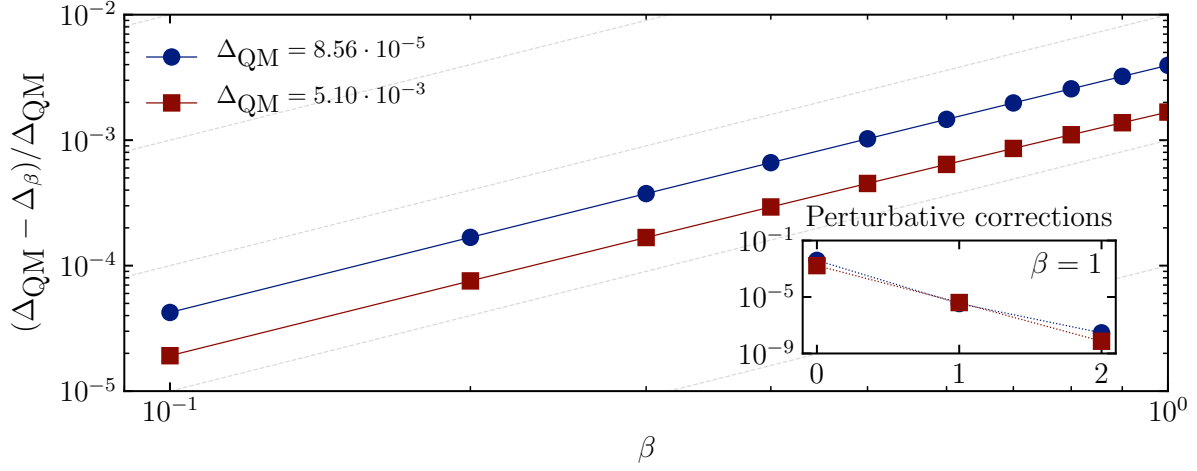 10^{-2}
Δ_QM = 8.56 · 10^{-5}
Δ_QM = 5.10 · 10^{-3}
10^{-3}
(Δ_QM − Δ_β)/Δ_QM
Perturbative corrections
10^{-1}
β = 1
10^{-4}
10^{-5}
10^{-9}
0 1 2
10^{-5}
10^{-1} 10^{0}
β